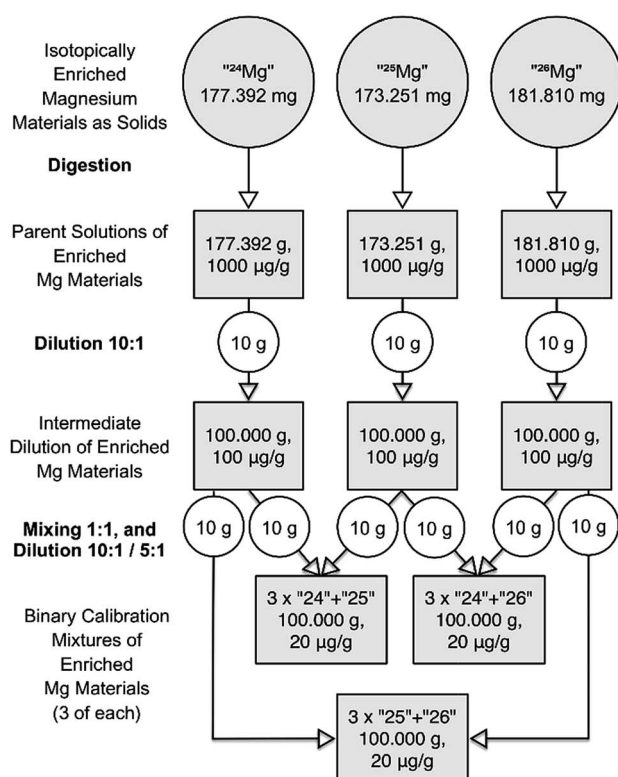 Isotopically
Enriched
Magnesium
Materials as Solids
"²⁴Mg"
177.392 mg
"²⁵Mg"
173.251 mg
"²⁶Mg"
181.810 mg
Digestion
Parent Solutions of
Enriched
Mg Materials
177.392 g,
1000 µg/g
173.251 g,
1000 µg/g
181.810 g,
1000 µg/g
Dilution 10:1
10 g
10 g
10 g
Intermediate
Dilution of Enriched
Mg Materials
100.000 g,
100 µg/g
100.000 g,
100 µg/g
100.000 g,
100 µg/g
Mixing 1:1, and
Dilution 10:1 / 5:1
10 g
10 g
10 g
10 g
10 g
10 g
Binary Calibration
Mixtures of
Enriched
Mg Materials
(3 of each)
3 x "24"+"25"
100.000 g,
20 µg/g
3 x "24"+"26"
100.000 g,
20 µg/g
3 x "25"+"26"
100.000 g,
20 µg/g